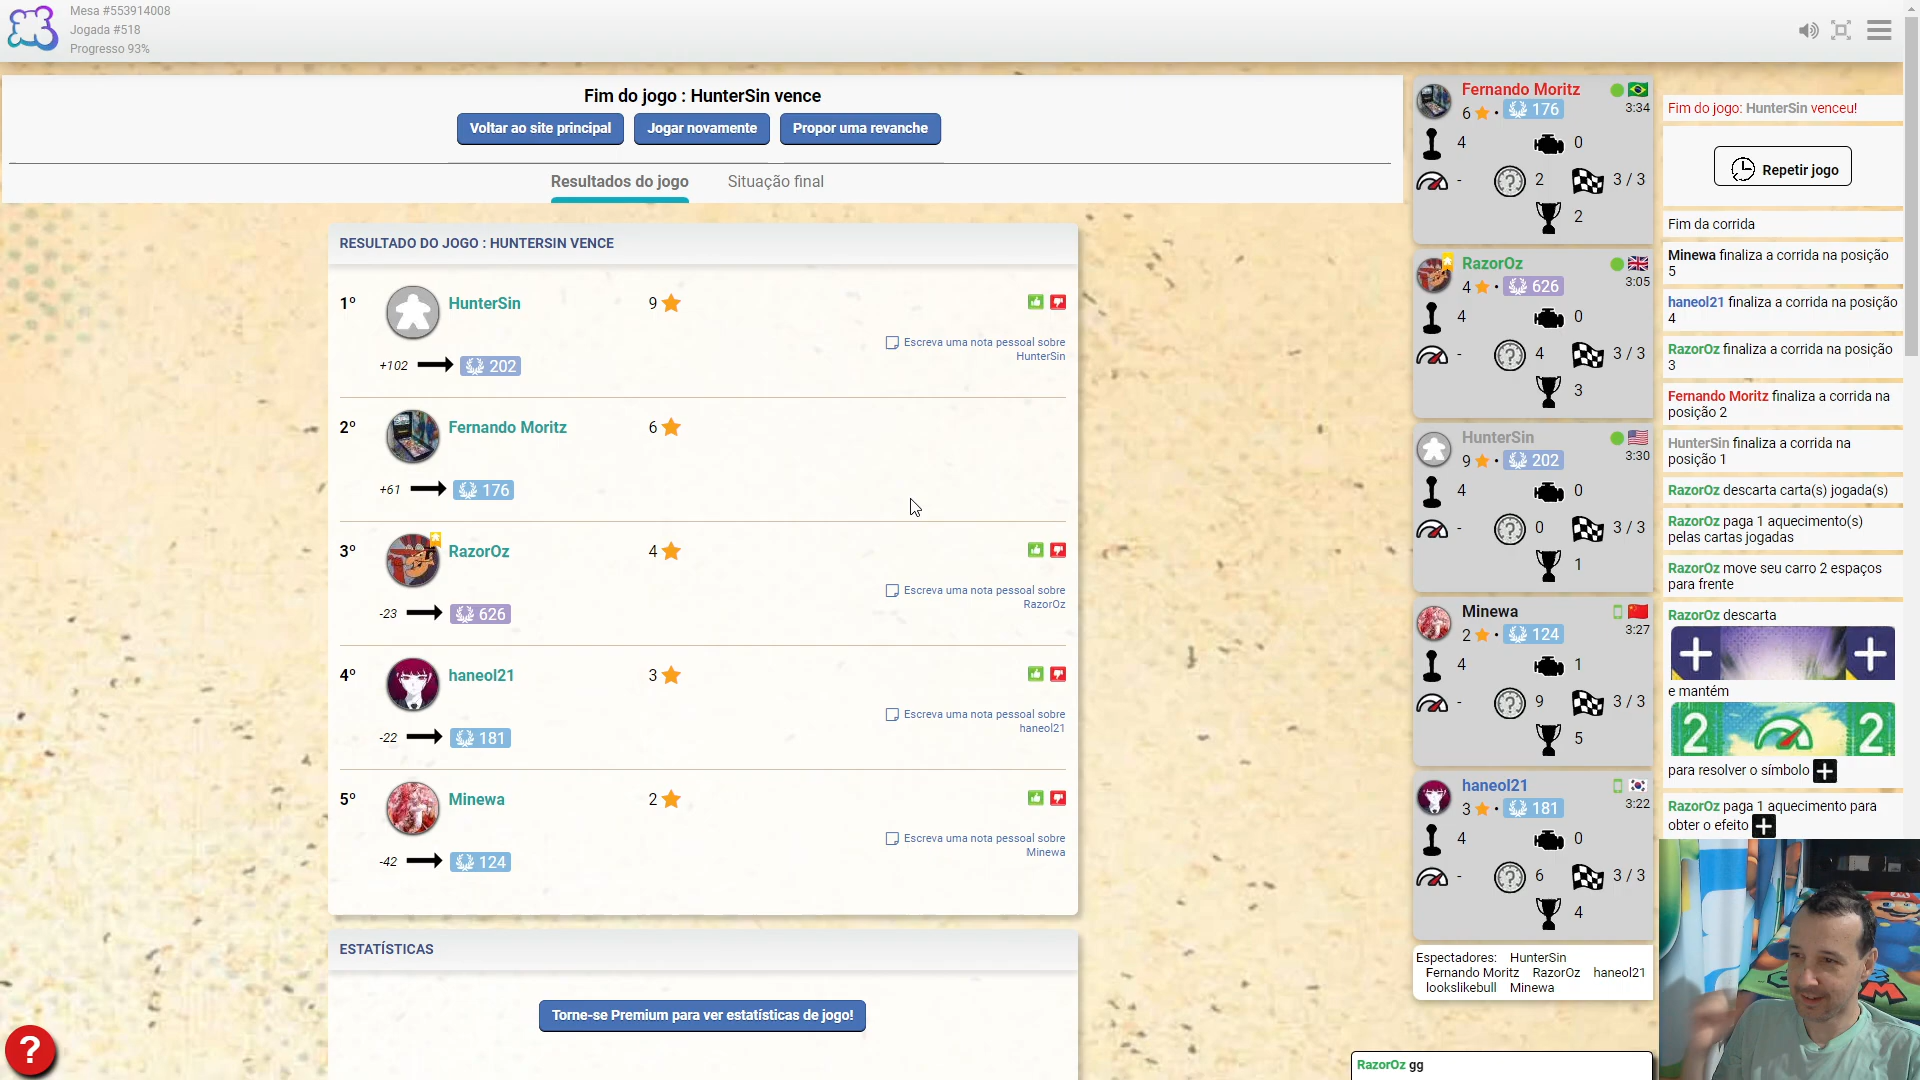 Mesa #553914008
Jogada #518
Progresso 93%
Fim do jogo : HunterSin vence
Voltar ao site principal
Jogar novamente
Propor uma revanche
Resultados do jogo
Situação final
RESULTADO DO JOGO : HUNTERSIN VENCE
1º
HunterSin
9
Escreva uma nota pessoal sobre
HunterSin
+102
202
2º
Fernando Moritz
6
+61
176
3º
RazorOz
4
Escreva uma nota pessoal sobre
RazorOz
-23
626
4º
haneol21
3
Escreva uma nota pessoal sobre
haneol21
-22
181
5º
Minewa
2
Escreva uma nota pessoal sobre
Minewa
-42
124
ESTATÍSTICAS
Torne-se Premium para ver estatísticas de jogo!
?
Fernando Moritz
6 • 176
3:34
4
0
-
? 2
3 / 3
2
RazorOz
4 • 626
3:05
4
0
-
? 4
3 / 3
3
HunterSin
9 • 202
3:30
4
0
-
? 0
3 / 3
1
Minewa
2 • 124
3:27
4
1
-
? 9
3 / 3
5
haneol21
3 • 181
3:22
4
0
-
? 6
3 / 3
4
Espectadores: HunterSin
Fernando Moritz RazorOz haneol21
lookslikebull Minewa
RazorOz gg
Fim do jogo: HunterSin venceu!
Repetir jogo
Fim da corrida
Minewa finaliza a corrida na posição
5
haneol21 finaliza a corrida na posição
4
RazorOz finaliza a corrida na posição
3
Fernando Moritz finaliza a corrida na
posição 2
HunterSin finaliza a corrida na
posição 1
RazorOz descarta carta(s) jogada(s)
RazorOz paga 1 aquecimento(s)
pelas cartas jogadas
RazorOz move seu carro 2 espaços
para frente
RazorOz descarta
+ +
e mantém
2 2
para resolver o símbolo +
RazorOz paga 1 aquecimento para
obter o efeito +